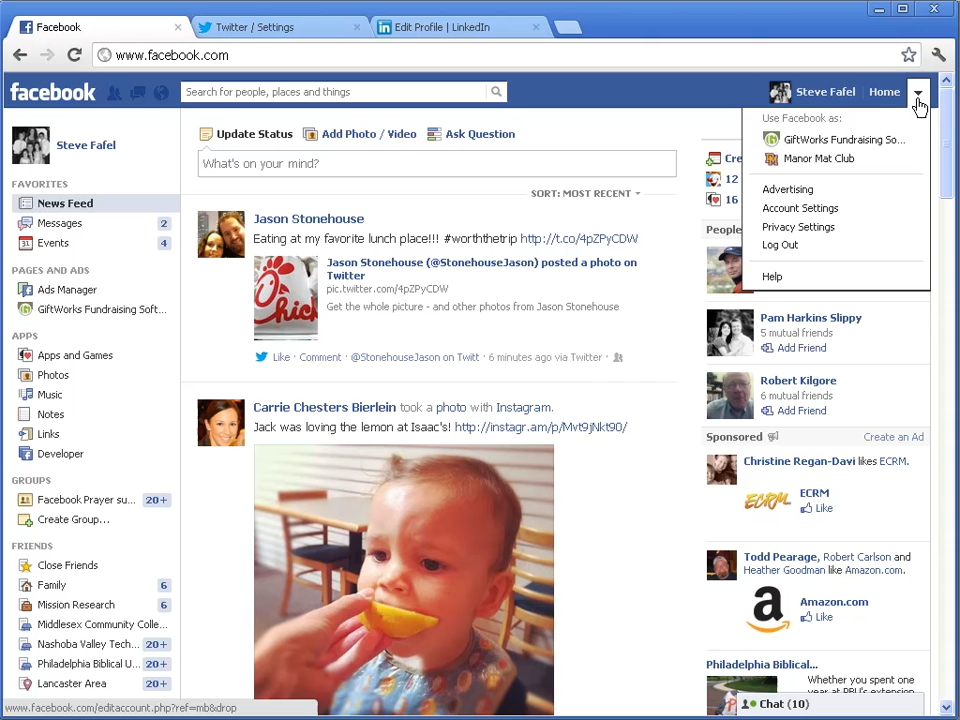 Facebook
Twitter / Settings
Edit Profile | LinkedIn
www.facebook.com
facebook
Search for people, places and things
Steve Fafel
Home
Use Facebook as:
GiftWorks Fundraising So...
Manor Mat Club
Advertising
Account Settings
Privacy Settings
Log Out
Help
Steve Fafel
FAVORITES
News Feed
Messages 2
Events 4
PAGES AND ADS
Ads Manager
GiftWorks Fundraising Soft...
APPS
Apps and Games
Photos
Music
Notes
Links
Developer
GROUPS
Facebook Prayer su... 20+
Create Group...
FRIENDS
Close Friends
Family 6
Mission Research 6
Middlesex Community Colle...
Nashoba Valley Tech... 20+
Philadelphia Biblical U... 20+
Lancaster Area 20+
Update Status
Add Photo / Video
Ask Question
What's on your mind?
SORT: MOST RECENT
Jason Stonehouse
Eating at my favorite lunch place!!! #worththetrip http://t.co/4pZPyCDW
Jason Stonehouse (@StonehouseJason) posted a photo on
Twitter
pic.twitter.com/4pZPyCDW
Get the whole picture - and other photos from Jason Stonehouse
Chick
Like · Comment · @StonehouseJason on Twitt · 6 minutes ago via Twitter ·
Carrie Chesters Bierlein took a photo with Instagram.
Jack was loving the lemon at Isaac's! http://instagr.am/p/Mvt9jNkt90/
Cre
12
16
People
Pam Harkins Slippy
5 mutual friends
Add Friend
Robert Kilgore
6 mutual friends
Add Friend
Sponsored
Create an Ad
Christine Regan-Davi likes ECRM.
ECRM
ECRM
Like
Todd Pearage, Robert Carlson and
Heather Goodman like Amazon.com.
a
Amazon.com
Like
Philadelphia Biblical...
Whether you spent one
year at PBU's extension
Chat (10)
www.facebook.com/editaccount.php?ref=mb&drop